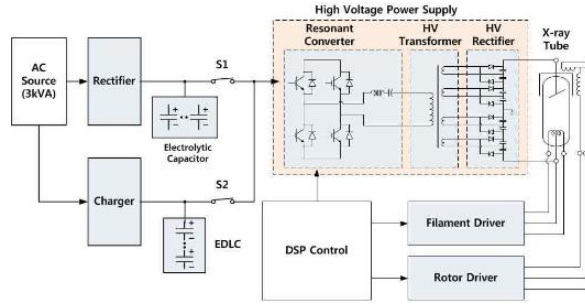 High Voltage Power Supply
Resonant
Converter
HV
Transformer
HV
Rectifier
X-ray
Tube
AC
Source
(3kVA)
Rectifier
S1
Electrolytic
Capacitor
Charger
S2
EDLC
DSP Control
Filament Driver
Rotor Driver